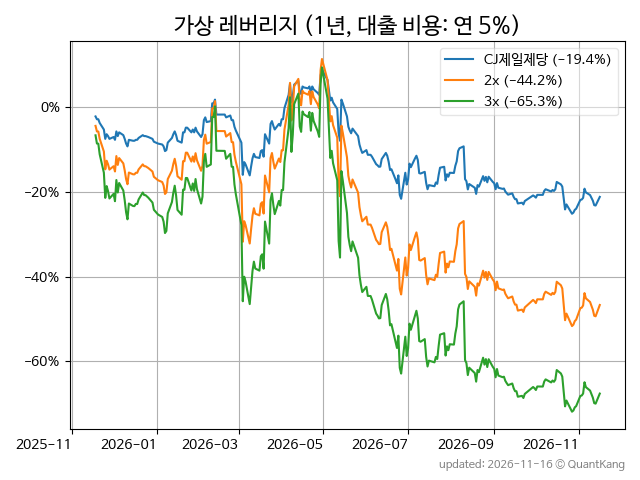 가상 레버리지 (1년, 대출 비용: 연 5%)
CJ제일제당 (−19.4%)
2x (−44.2%)
3x (−65.3%)
0%
−20%
−40%
−60%
2025−11 2026−01 2026−03 2026−05 2026−07 2026−09 2026−11
updated: 2026-11-16 © QuantKang